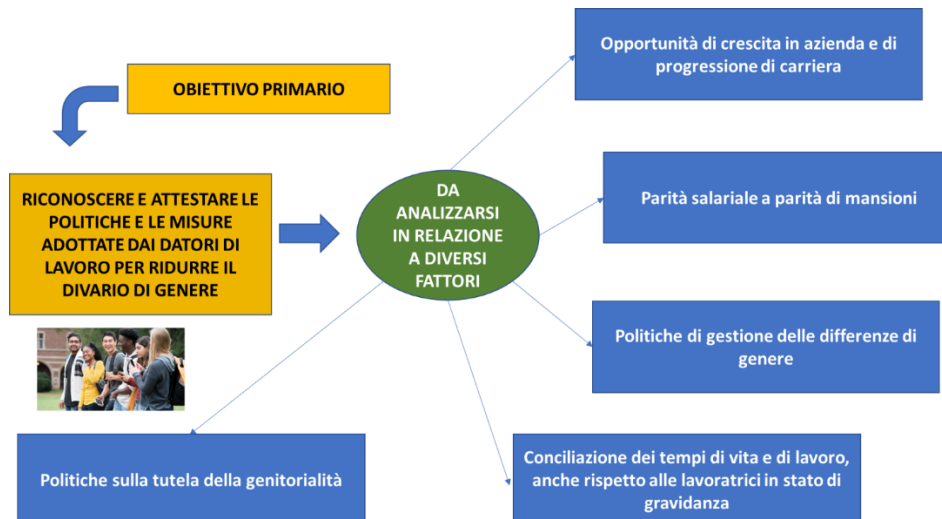 OBIETTIVO PRIMARIO
RICONOSCERE E ATTESTARE LE
POLITICHE E LE MISURE
ADOTTATE DAI DATORI DI
LAVORO PER RIDURRE IL
DIVARIO DI GENERE
DA
ANALIZZARSI
IN RELAZIONE
A DIVERSI
FATTORI
Opportunità di crescita in azienda e di
progressione di carriera
Parità salariale a parità di mansioni
Politiche di gestione delle differenze di
genere
Conciliazione dei tempi di vita e di lavoro,
anche rispetto alle lavoratrici in stato di
gravidanza
Politiche sulla tutela della genitorialità